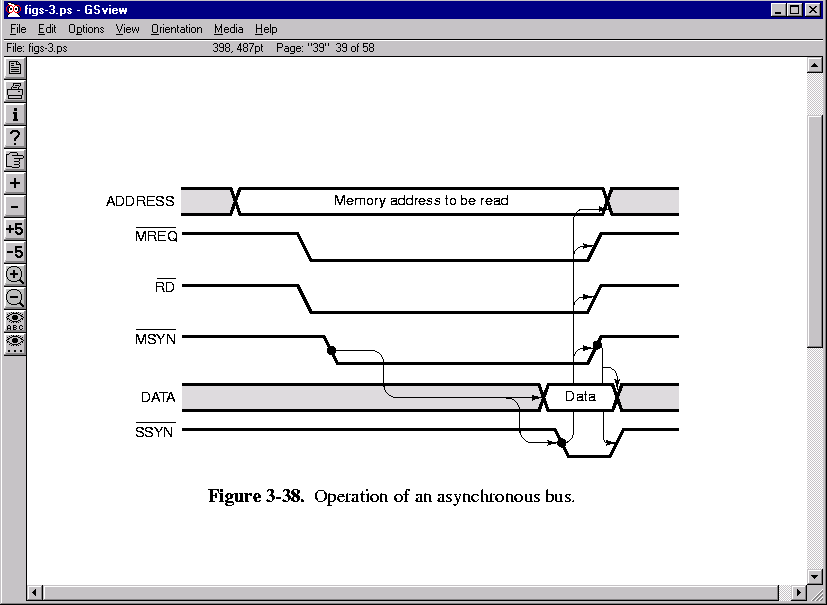 figs-3.ps - GSview
File Edit Options View Orientation Media Help
File: figs-3.ps 398, 487pt Page: "39" 39 of 58
i
?
+
-
+5
-5
ABC
ADDRESS Memory address to be read
MREQ
RD
MSYN
DATA Data
SSYN
Figure 3-38. Operation of an asynchronous bus.